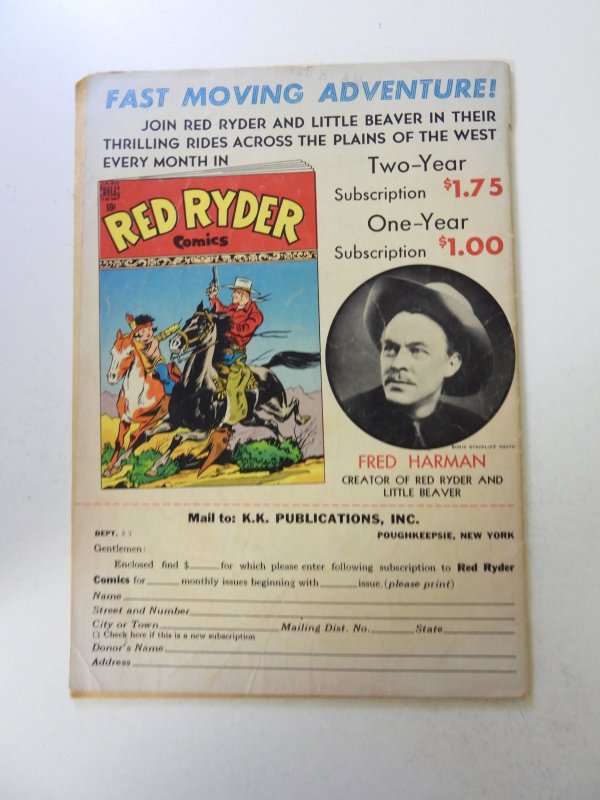 FAST MOVING ADVENTURE!
JOIN RED RYDER AND LITTLE BEAVER IN THEIR
THRILLING RIDES ACROSS THE PLAINS OF THE WEST
EVERY MONTH IN
Two-Year
Subscription $1.75
One-Year
Subscription $1.00
DELL
10¢
RED RYDER
Comics
FRED HARMAN
CREATOR OF RED RYDER AND
LITTLE BEAVER
Mail to: K.K. PUBLICATIONS, INC.
DEPT. 
POUGHKEEPSIE, NEW YORK
Gentlemen:
Enclosed find $ for which please enter following subscription to Red Ryder
Comics for monthly issues beginning with issue. (please print)
Name
Street and Number
City or Town Mailing Dist. No. State
☐ Check here if this is a new subscription
Donor's Name
Address